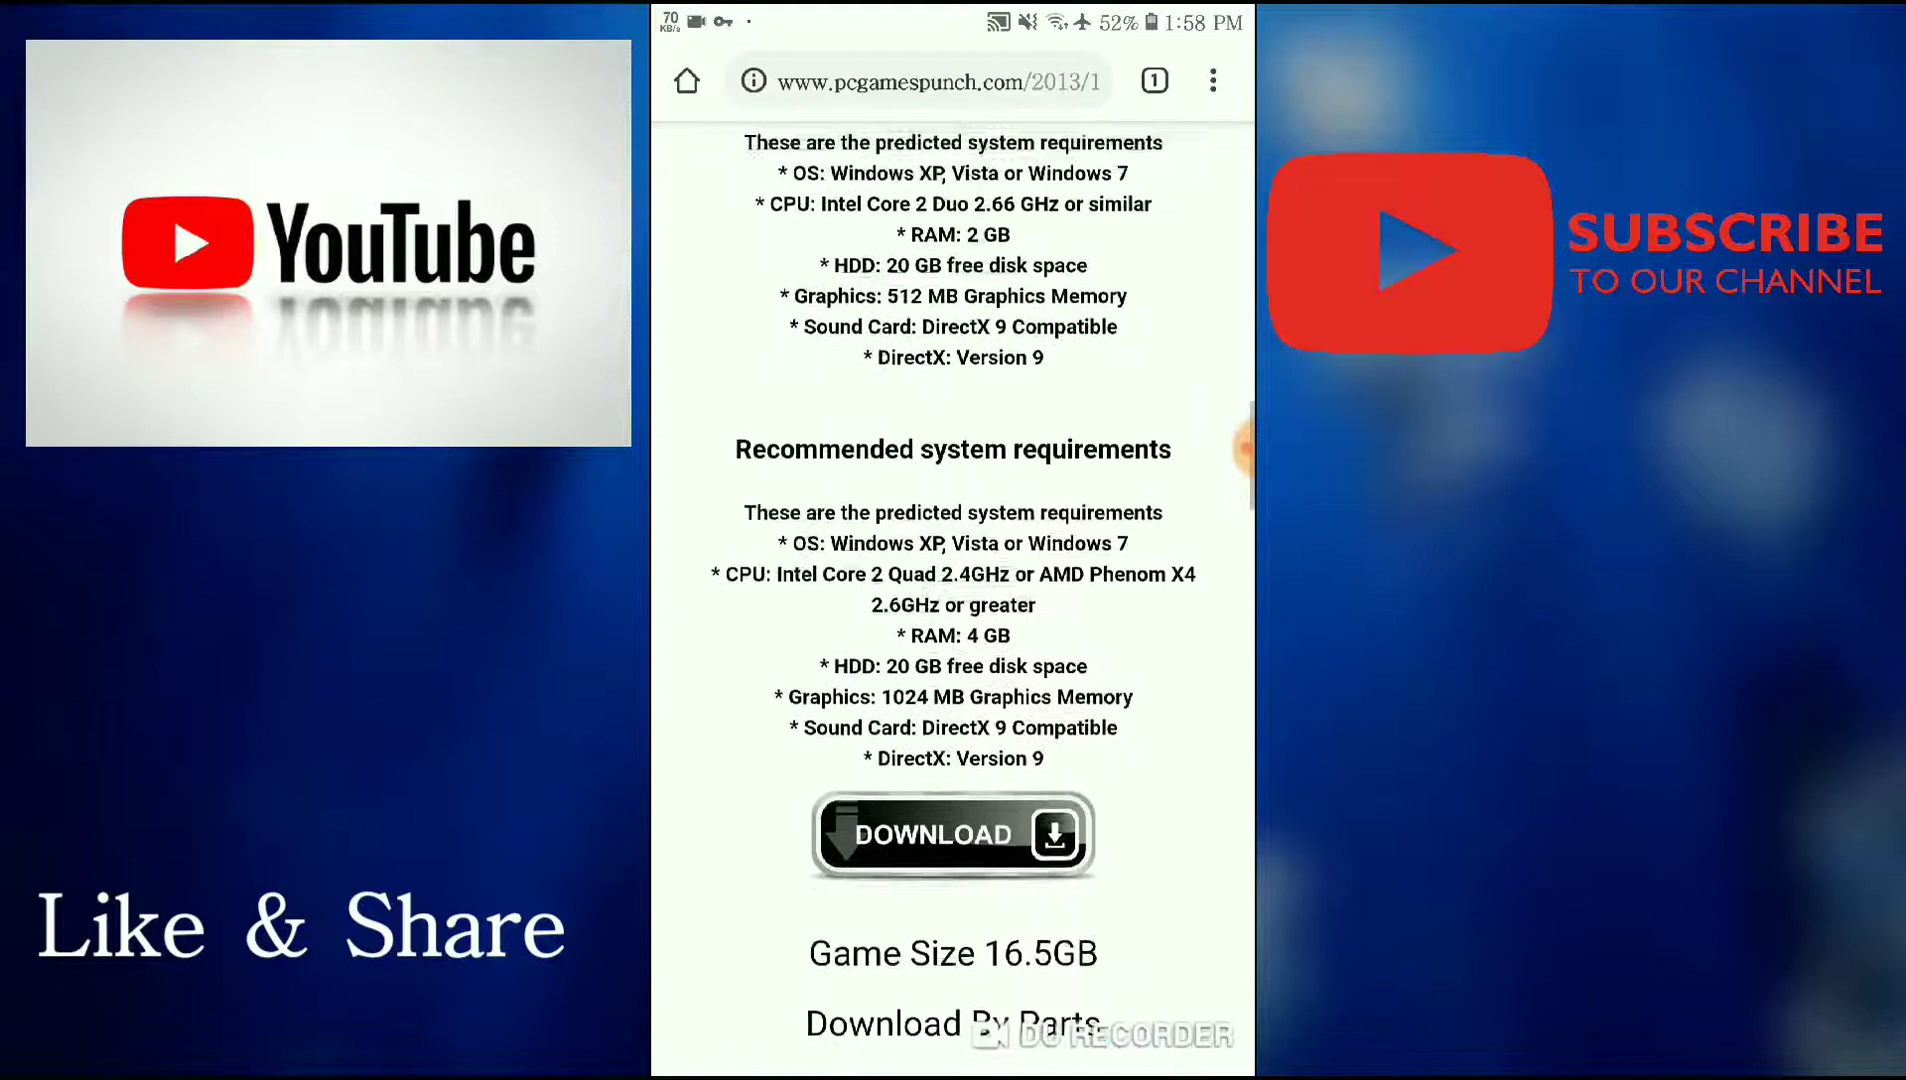 YouTube
Like & Share
70
KB/s
52%
1:58 PM
www.pcgamespunch.com/2013/1
1
These are the predicted system requirements
* OS: Windows XP, Vista or Windows 7
* CPU: Intel Core 2 Duo 2.66 GHz or similar
* RAM: 2 GB
* HDD: 20 GB free disk space
* Graphics: 512 MB Graphics Memory
* Sound Card: DirectX 9 Compatible
* DirectX: Version 9
Recommended system requirements
These are the predicted system requirements
* OS: Windows XP, Vista or Windows 7
* CPU: Intel Core 2 Quad 2.4GHz or AMD Phenom X4
2.6GHz or greater
* RAM: 4 GB
* HDD: 20 GB free disk space
* Graphics: 1024 MB Graphics Memory
* Sound Card: DirectX 9 Compatible
* DirectX: Version 9
DOWNLOAD
Game Size 16.5GB
Download By Parts
DU RECORDER
SUBSCRIBE
TO OUR CHANNEL